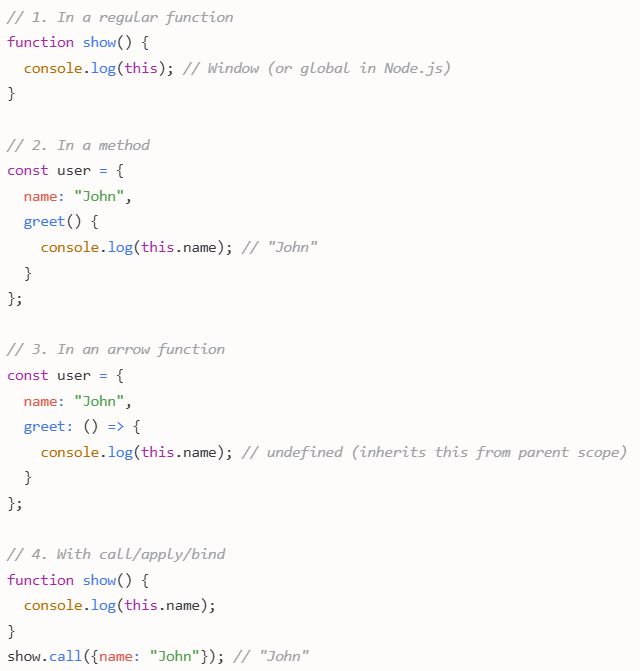 // 1. In a regular function
function show() {
  console.log(this); // Window (or global in Node.js)
}

// 2. In a method
const user = {
  name: "John",
  greet() {
    console.log(this.name); // "John"
  }
};

// 3. In an arrow function
const user = {
  name: "John",
  greet: () => {
    console.log(this.name); // undefined (inherits this from parent scope)
  }
};

// 4. With call/apply/bind
function show() {
  console.log(this.name);
}
show.call({name: "John"}); // "John"